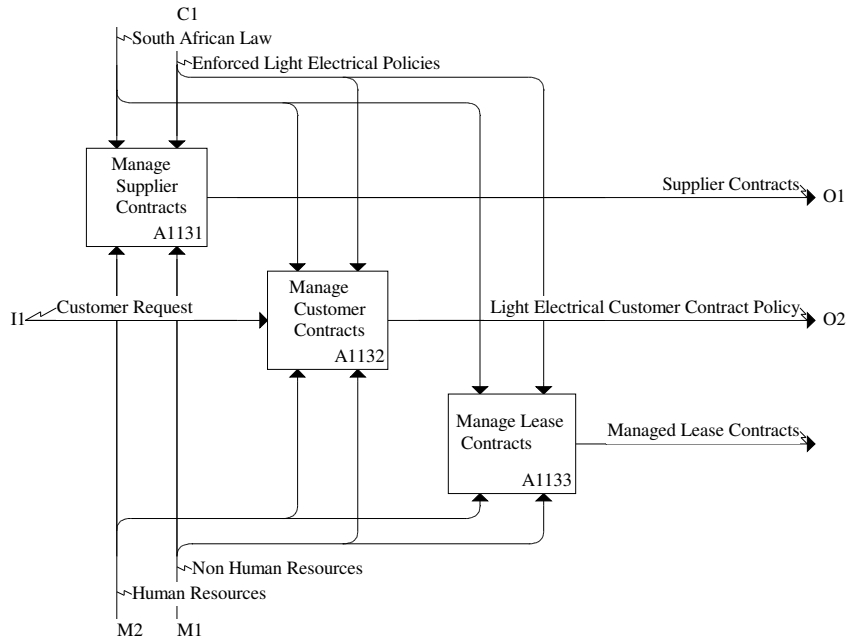 C1
South African Law
Enforced Light Electrical Policies
Manage
Supplier
Contracts
A1131
Supplier Contracts
O1
I1
Customer Request
Manage
Customer
Contracts
A1132
Light Electrical Customer Contract Policy
O2
Manage Lease
Contracts
A1133
Managed Lease Contracts
Non Human Resources
Human Resources
M2
M1